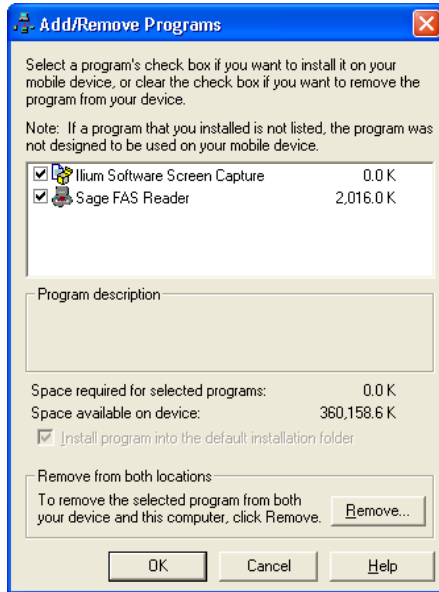 Add/Remove Programs
Select a program's check box if you want to install it on your
mobile device, or clear the check box if you want to remove the
program from your device.
Note: If a program that you installed is not listed, the program was
not designed to be used on your mobile device.
Ilium Software Screen Capture 0.0 K
Sage FAS Reader 2,016.0 K
Program description
Space required for selected programs: 0.0 K
Space available on device: 360,158.6 K
Install program into the default installation folder
Remove from both locations
To remove the selected program from both
your device and this computer, click Remove.
Remove...
OK Cancel Help